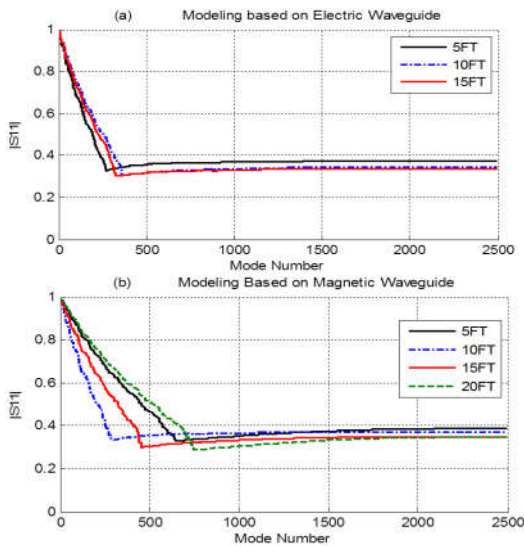 (a) Modeling based on Electric Waveguide
1
0.8
0.6
0.4
0.2
0
|S11|
5FT
10FT
15FT
0 500 1000 1500 2000 2500
Mode Number
(b) Modeling Based on Magnetic Waveguide
1
0.8
0.6
0.4
0.2
0
|S11|
5FT
10FT
15FT
20FT
0 500 1000 1500 2000 2500
Mode Number